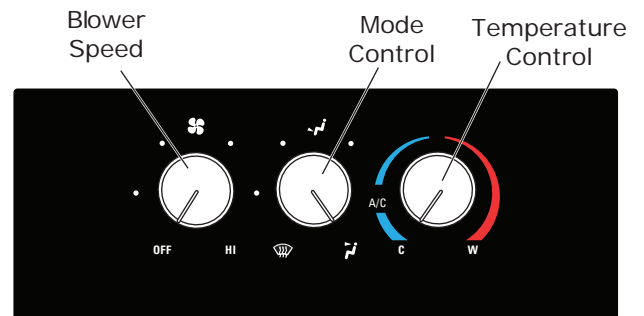 Blower
Speed
Mode
Control
Temperature
Control
A/C
OFF
HI
C
W